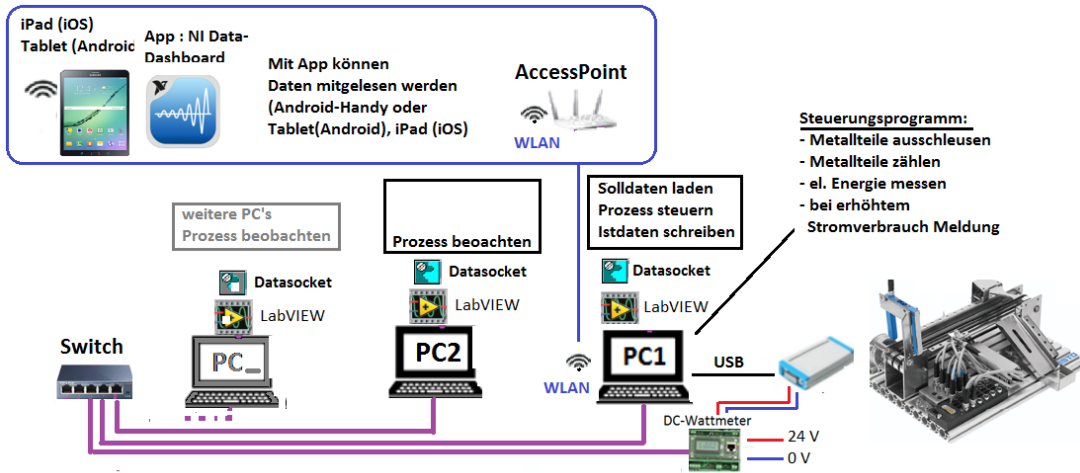 iPad (iOS)
Tablet (Android
App : NI Data-
Dashboard
Mit App können
Daten mitgelesen werden
(Android-Handy oder
Tablet(Android), iPad (iOS)
AccessPoint
WLAN
Steuerungsprogramm:
- Metallteile ausschleusen
- Metallteile zählen
- el. Energie messen
- bei erhöhtem
Stromverbrauch Meldung
weitere PC's
Prozess beobachten
Prozess beoachten
Solldaten laden
Prozess steuern
Istdaten schreiben
Datasocket
LabVIEW
Datasocket
LabVIEW
Datasocket
LabVIEW
Switch
PC_
PC2
WLAN
PC1
USB
DC-Wattmeter
24 V
0 V